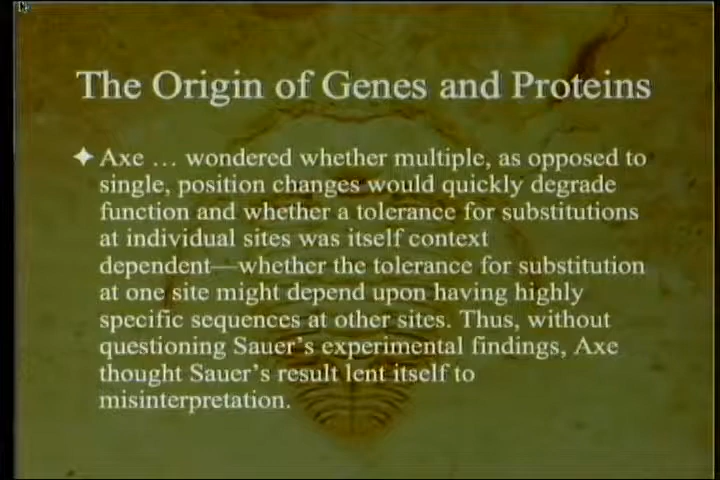 The Origin of Genes and Proteins
✦ Axe … wondered whether multiple, as opposed to
single, position changes would quickly degrade
function and whether a tolerance for substitutions
at individual sites was itself context
dependent—whether the tolerance for substitution
at one site might depend upon having highly
specific sequences at other sites. Thus, without
questioning Sauer's experimental findings, Axe
thought Sauer's result lent itself to
misinterpretation.